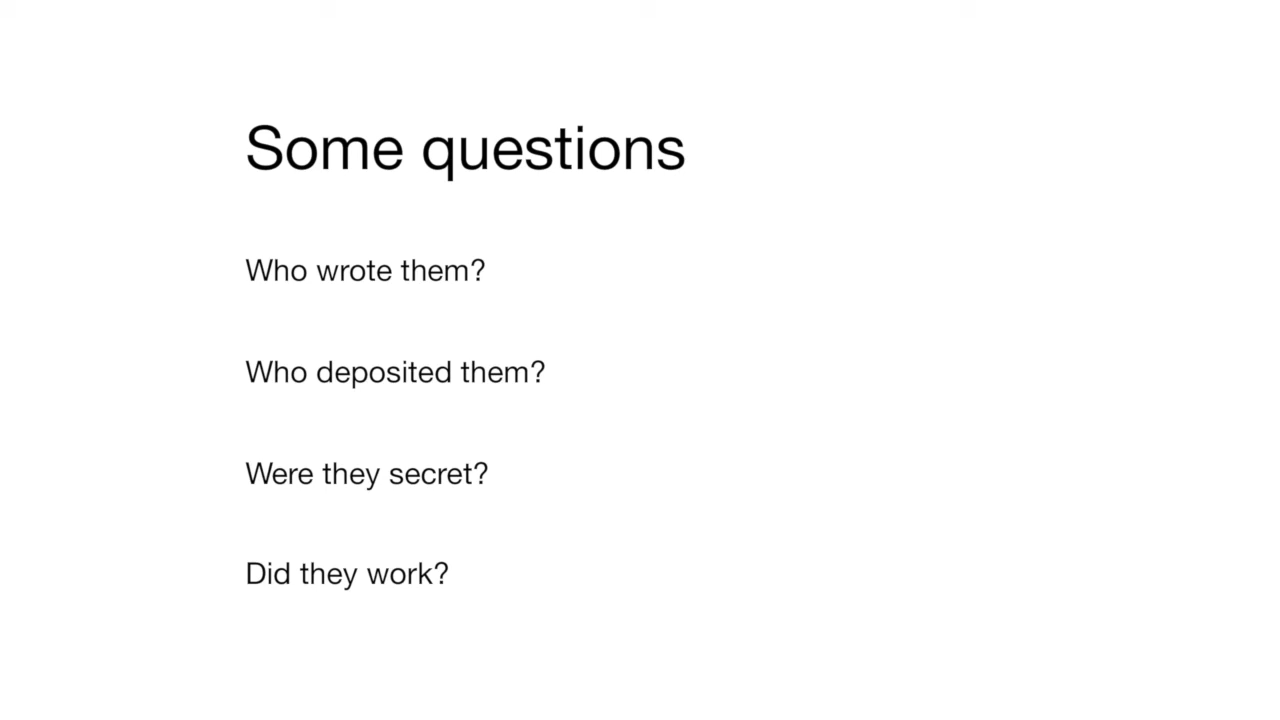 Some questions
Who wrote them?
Who deposited them?
Were they secret?
Did they work?